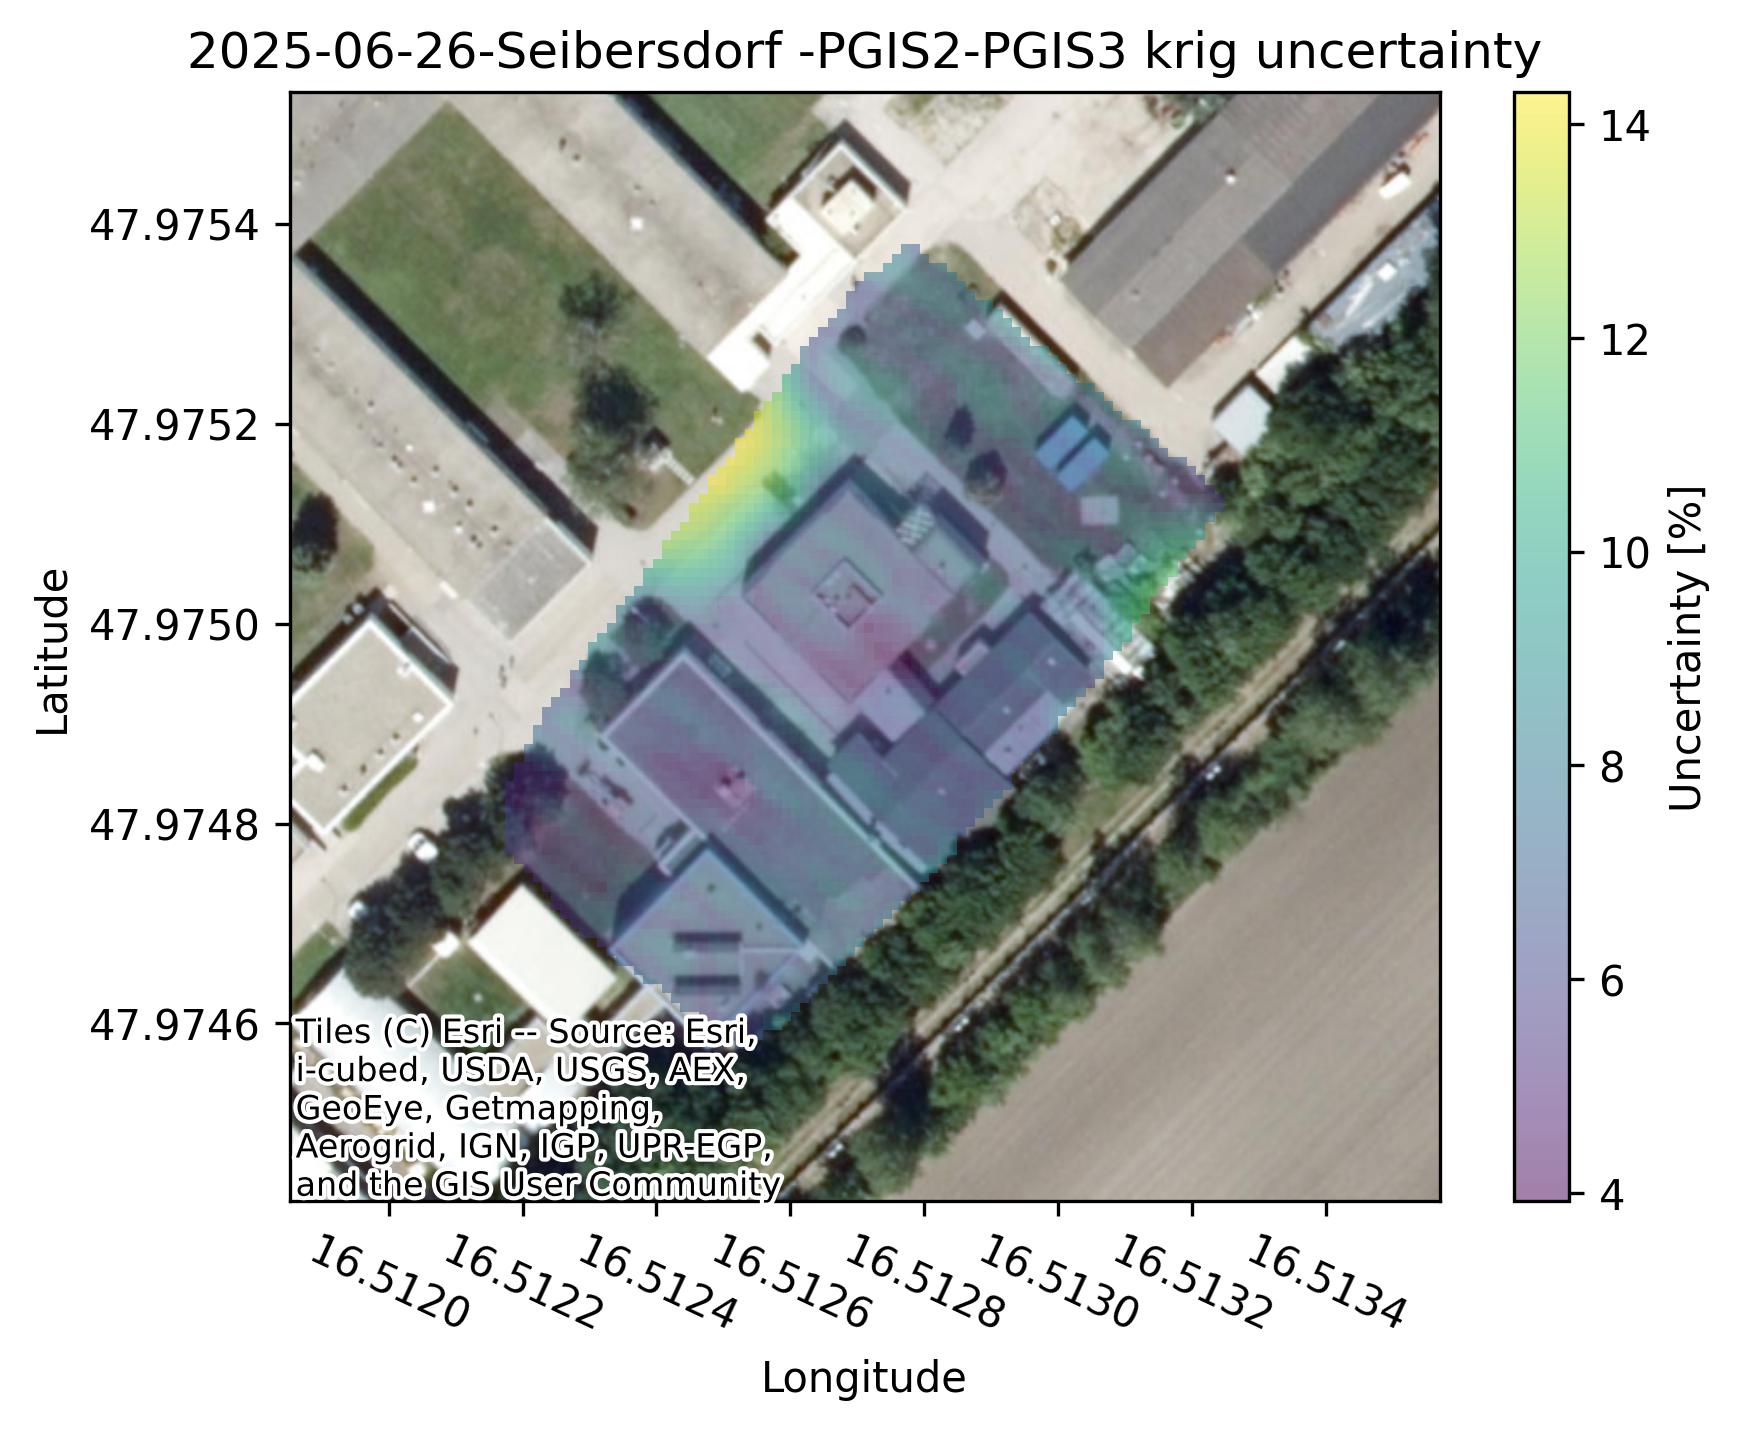 2025-06-26-Seibersdorf -PGIS2-PGIS3 krig uncertainty
47.9754
47.9752
47.9750
47.9748
47.9746
Latitude
Tiles (C) Esri -- Source: Esri,
i-cubed, USDA, USGS, AEX,
GeoEye, Getmapping,
Aerogrid, IGN, IGP, UPR-EGP,
and the GIS User Community
16.5120
16.5122
16.5124
16.5126
16.5128
16.5130
16.5132
16.5134
Longitude
14
12
10
8
6
4
Uncertainty [%]